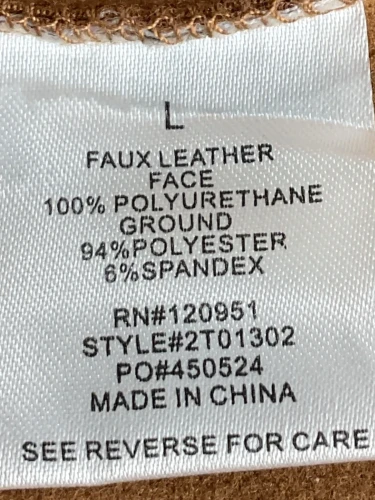 L
FAUX LEATHER
FACE
100% POLYURETHANE
GROUND
94%POLYESTER
6%SPANDEX
RN#120951
STYLE#2T01302
PO#450524
MADE IN CHINA
SEE REVERSE FOR CARE